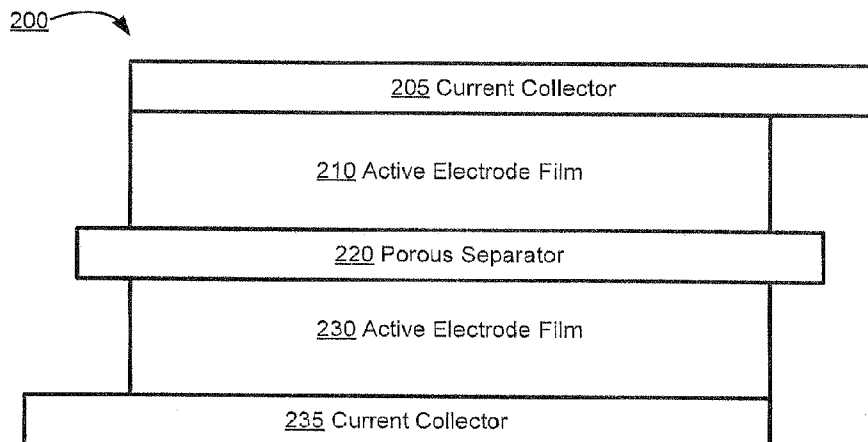 200
205 Current Collector
210 Active Electrode Film
220 Porous Separator
230 Active Electrode Film
235 Current Collector